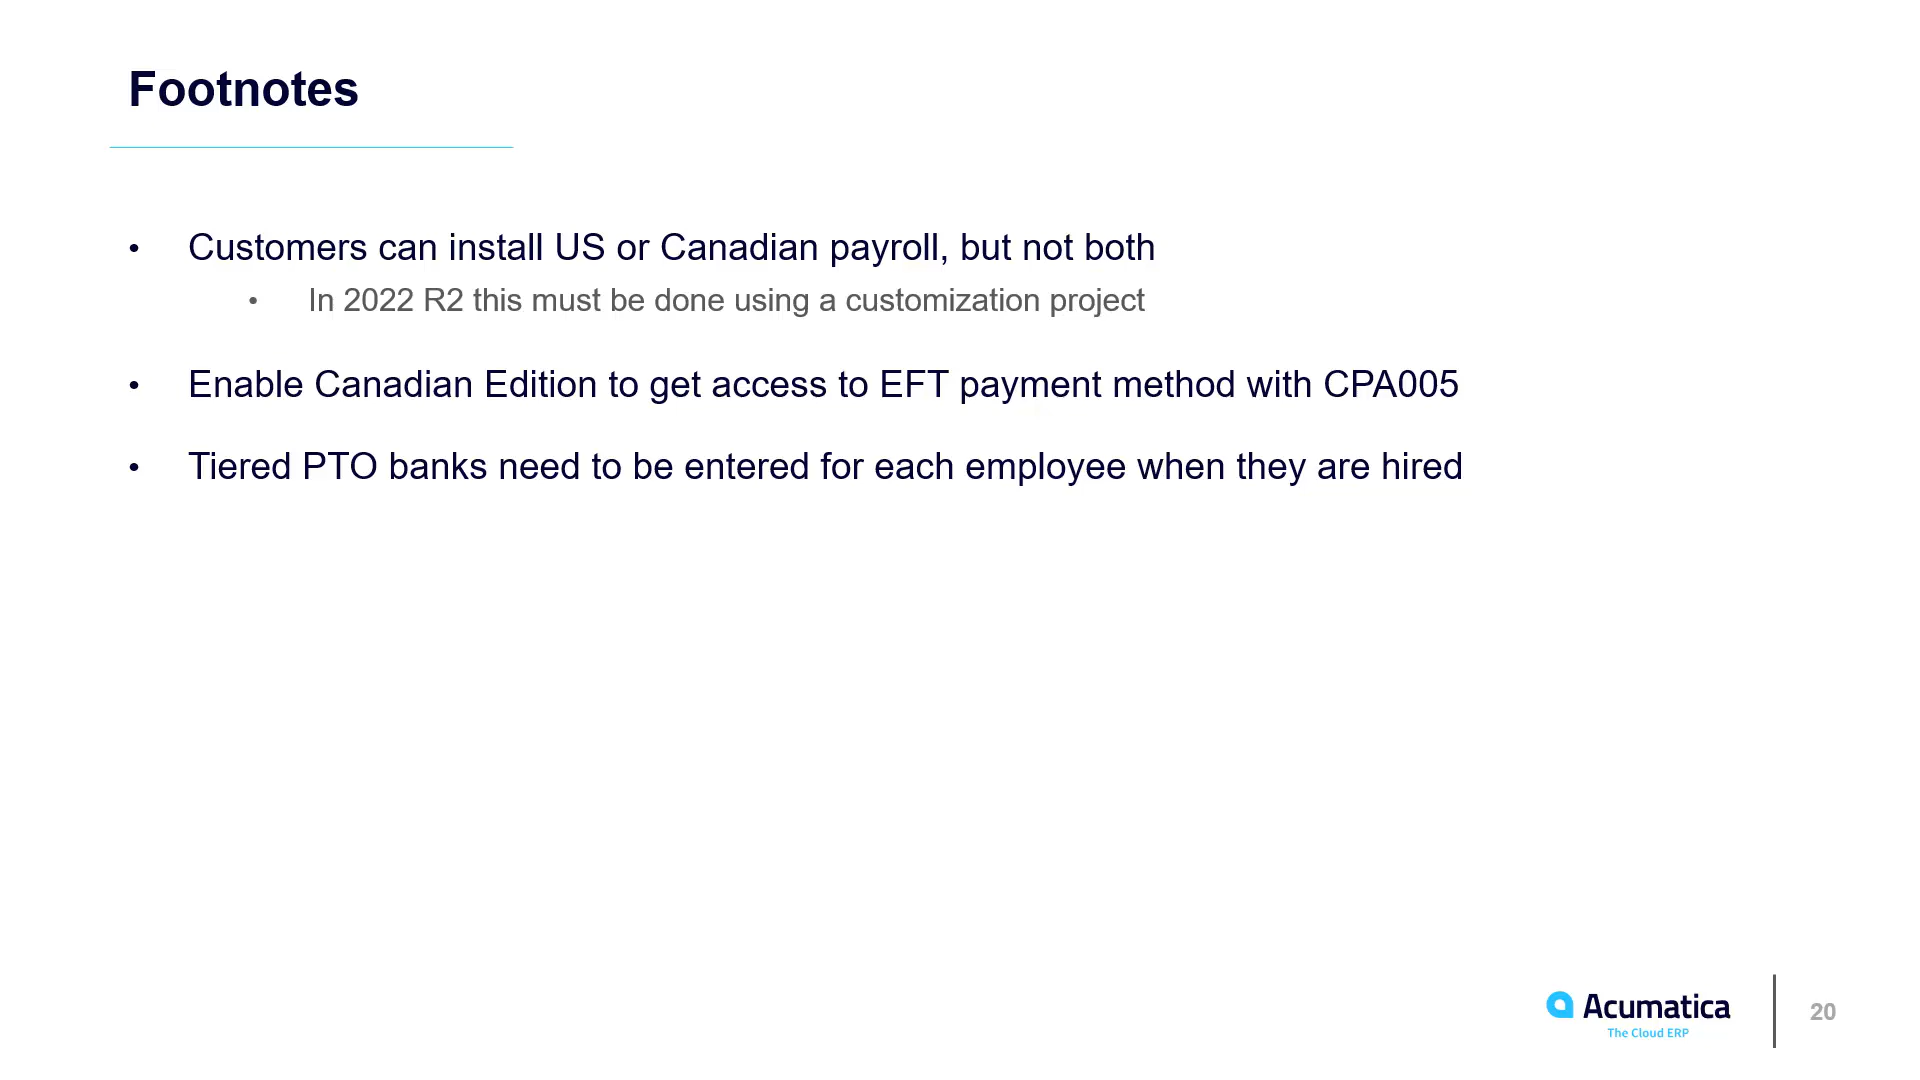 Footnotes
• Customers can install US or Canadian payroll, but not both
• In 2022 R2 this must be done using a customization project
• Enable Canadian Edition to get access to EFT payment method with CPA005
• Tiered PTO banks need to be entered for each employee when they are hired
Acumatica
The Cloud ERP
20